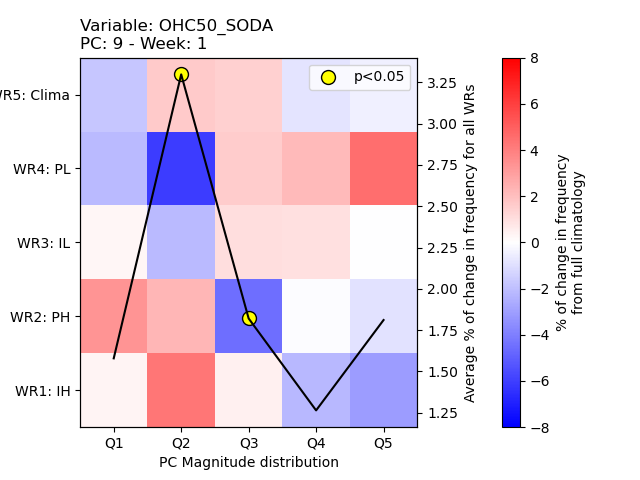 Variable: OHC50_SODA
PC: 9 - Week: 1
p<0.05
WR5: Clima
WR4: PL
WR3: IL
WR2: PH
WR1: IH
Q1 Q2 Q3 Q4 Q5
PC Magnitude distribution
3.25
3.00
2.75
2.50
2.25
2.00
1.75
1.50
1.25
Average % of change in frequency for all WRs
8
6
4
2
0
−2
−4
−6
−8
% of change in frequency
from full climatology